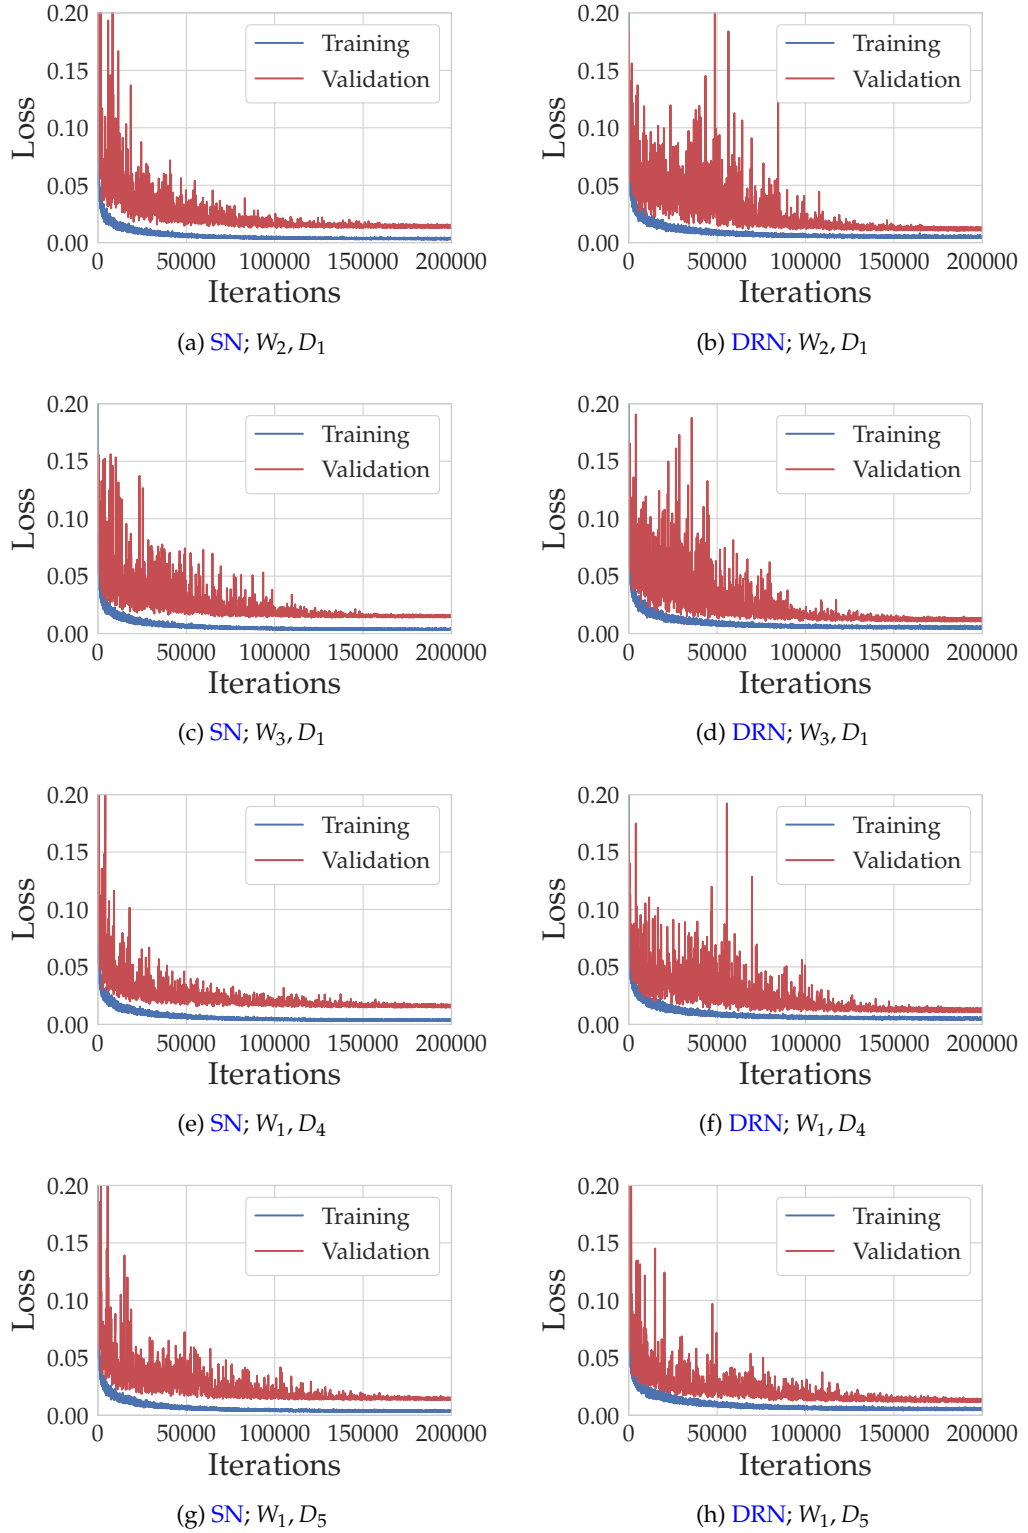 0.20
0.15
0.10
0.05
0.00
Loss
Training
Validation
0 50000 100000 150000 200000
Iterations
(a) SN; W₂, D₁
0.20
0.15
0.10
0.05
0.00
Loss
Training
Validation
0 50000 100000 150000 200000
Iterations
(b) DRN; W₂, D₁
0.20
0.15
0.10
0.05
0.00
Loss
Training
Validation
0 50000 100000 150000 200000
Iterations
(c) SN; W₃, D₁
0.20
0.15
0.10
0.05
0.00
Loss
Training
Validation
0 50000 100000 150000 200000
Iterations
(d) DRN; W₃, D₁
0.20
0.15
0.10
0.05
0.00
Loss
Training
Validation
0 50000 100000 150000 200000
Iterations
(e) SN; W₁, D₄
0.20
0.15
0.10
0.05
0.00
Loss
Training
Validation
0 50000 100000 150000 200000
Iterations
(f) DRN; W₁, D₄
0.20
0.15
0.10
0.05
0.00
Loss
Training
Validation
0 50000 100000 150000 200000
Iterations
(g) SN; W₁, D₅
0.20
0.15
0.10
0.05
0.00
Loss
Training
Validation
0 50000 100000 150000 200000
Iterations
(h) DRN; W₁, D₅